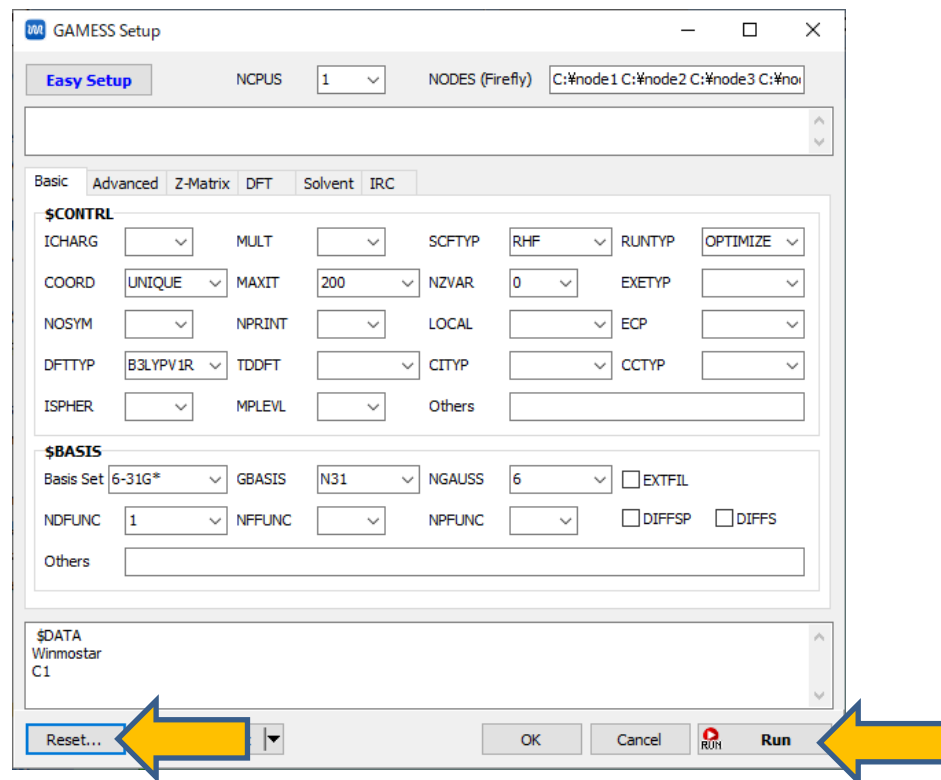 GAMESS Setup
Easy Setup NCPUS 1 NODES (Firefly) C:¥node1 C:¥node2 C:¥node3 C:¥no
Basic Advanced Z-Matrix DFT Solvent IRC
$CONTRL
ICHARG MULT SCFTYP RHF RUNTYP OPTIMIZE
COORD UNIQUE MAXIT 200 NZVAR 0 EXETYP
NOSYM NPRINT LOCAL ECP
DFTTYP B3LYPV1R TDDFT CITYP CCTYP
ISPHER MPLEVL Others
$BASIS
Basis Set 6-31G* GBASIS N31 NGAUSS 6 EXTFIL
NDFUNC 1 NFFUNC NPFUNC DIFFSP DIFFS
Others
$DATA
Winmostar
C1
Reset... OK Cancel RUN Run